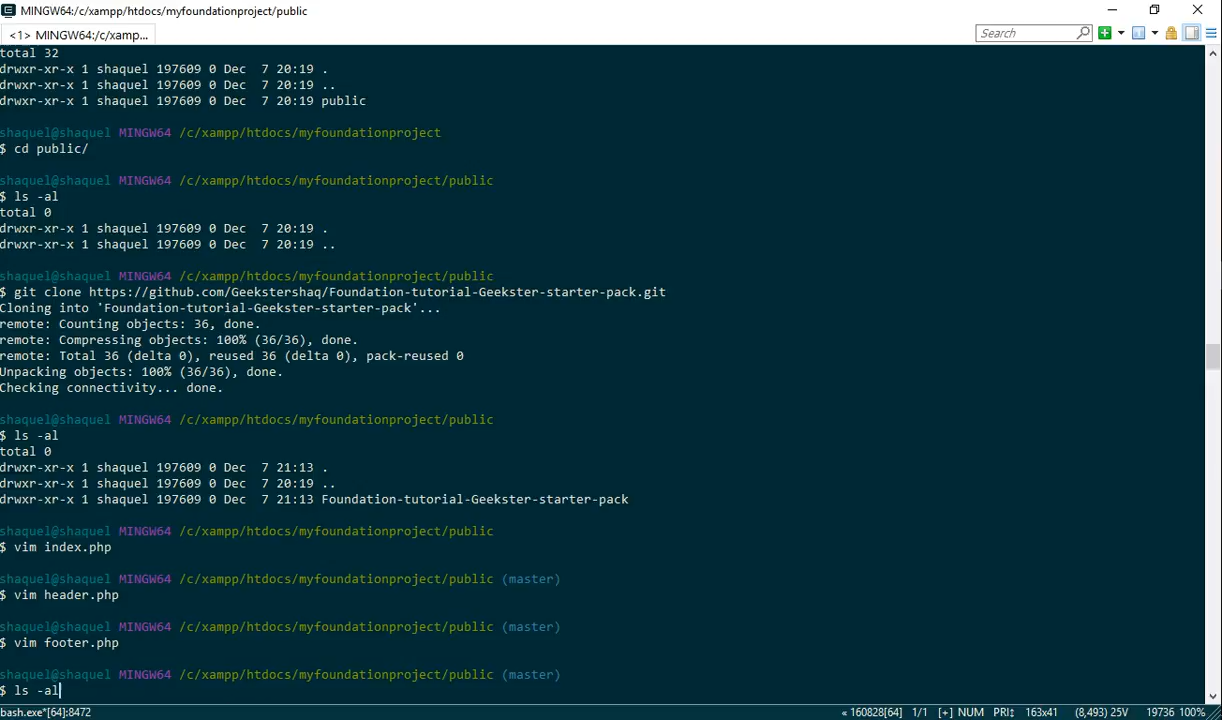 MINGW64:/c/xampp/htdocs/myfoundationproject/public
<1> MINGW64:/c/xamp...
Search
total 32
drwxr-xr-x 1 shaquel 197609 0 Dec  7 20:19 .
drwxr-xr-x 1 shaquel 197609 0 Dec  7 20:19 ..
drwxr-xr-x 1 shaquel 197609 0 Dec  7 20:19 public
shaquel@shaquel MINGW64 /c/xampp/htdocs/myfoundationproject
$ cd public/
shaquel@shaquel MINGW64 /c/xampp/htdocs/myfoundationproject/public
$ ls -al
total 0
drwxr-xr-x 1 shaquel 197609 0 Dec  7 20:19 .
drwxr-xr-x 1 shaquel 197609 0 Dec  7 20:19 ..
shaquel@shaquel MINGW64 /c/xampp/htdocs/myfoundationproject/public
$ git clone https://github.com/Geekstershaq/Foundation-tutorial-Geekster-starter-pack.git
Cloning into 'Foundation-tutorial-Geekster-starter-pack'...
remote: Counting objects: 36, done.
remote: Compressing objects: 100% (36/36), done.
remote: Total 36 (delta 0), reused 36 (delta 0), pack-reused 0
Unpacking objects: 100% (36/36), done.
Checking connectivity... done.
shaquel@shaquel MINGW64 /c/xampp/htdocs/myfoundationproject/public
$ ls -al
total 0
drwxr-xr-x 1 shaquel 197609 0 Dec  7 21:13 .
drwxr-xr-x 1 shaquel 197609 0 Dec  7 20:19 ..
drwxr-xr-x 1 shaquel 197609 0 Dec  7 21:13 Foundation-tutorial-Geekster-starter-pack
shaquel@shaquel MINGW64 /c/xampp/htdocs/myfoundationproject/public
$ vim index.php
shaquel@shaquel MINGW64 /c/xampp/htdocs/myfoundationproject/public (master)
$ vim header.php
shaquel@shaquel MINGW64 /c/xampp/htdocs/myfoundationproject/public (master)
$ vim footer.php
shaquel@shaquel MINGW64 /c/xampp/htdocs/myfoundationproject/public (master)
$ ls -al
bash.exe*[64]:8472 « 160828[64] 1/1 [+] NUM PRI↕ 163x41 (8,493) 25V 19736 100%